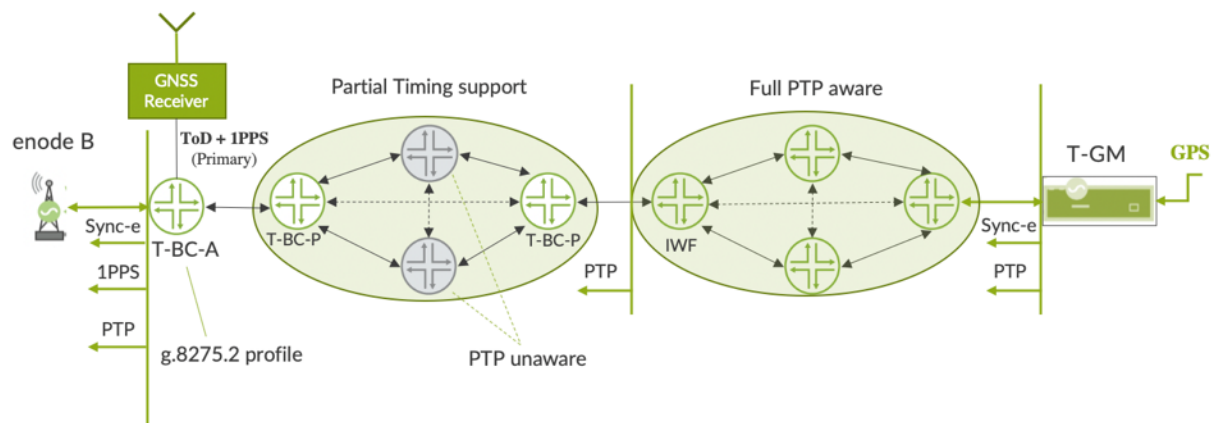 GNSS
Receiver
Partial Timing support
Full PTP aware
enode B
ToD + 1PPS
(Primary)
T-GM
GPS
Sync-e
T-BC-A
T-BC-P
T-BC-P
IWF
Sync-e
1PPS
PTP
PTP
PTP
g.8275.2 profile
PTP unaware